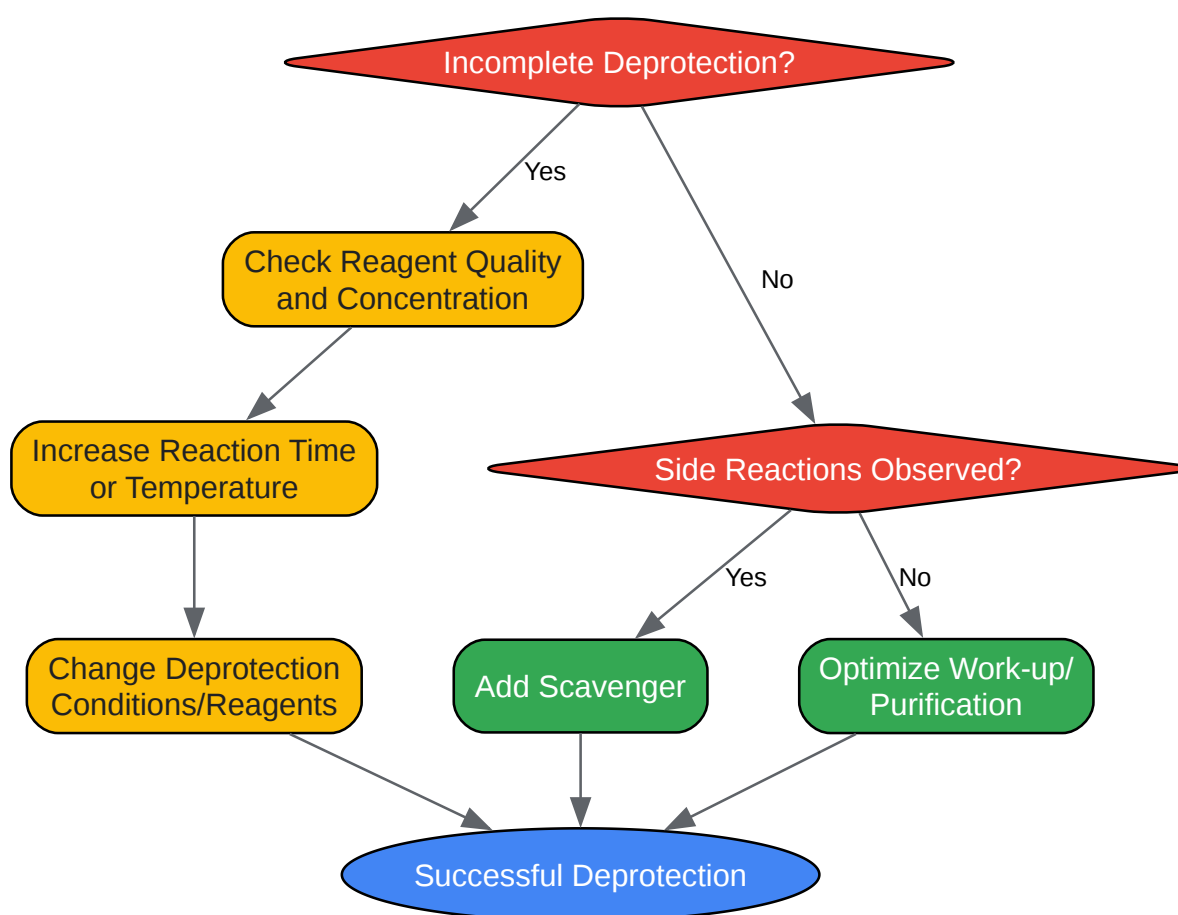 Incomplete Deprotection?
Yes
Check Reagent Quality
and Concentration
No
Increase Reaction Time
or Temperature
Side Reactions Observed?
Yes
No
Change Deprotection
Conditions/Reagents
Add Scavenger
Optimize Work-up/
Purification
Successful Deprotection